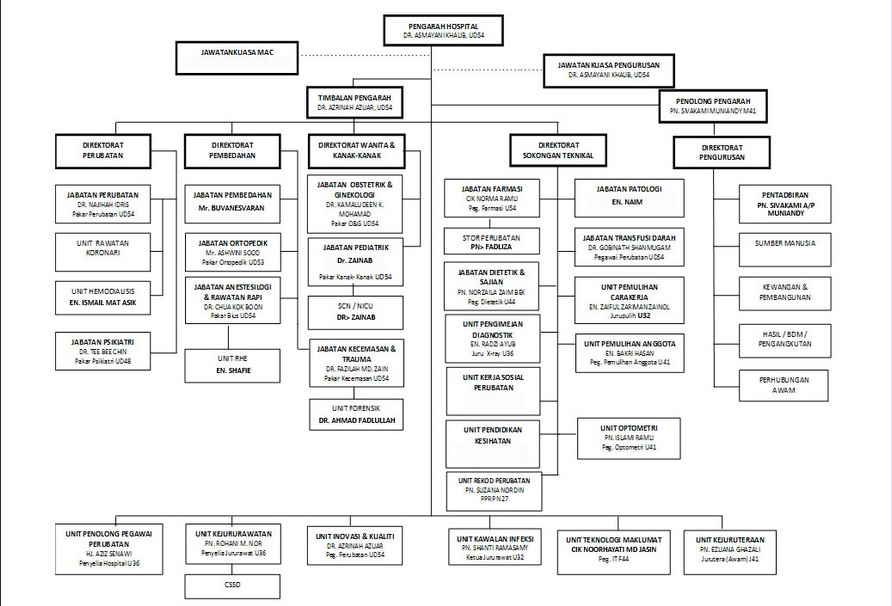 PENGARAH HOSPITAL
DR. ASMAYANI KHALIB, UD54
JAWATANKUASA MAC
JAWATANKUASA PENGURUSAN
DR. ASMAYANI KHALIB, UD54
TIMBALAN PENGARAH
DR. AZRINAH AZUAR, UD54
PENOLONG PENGARAH
PN. SIVAKAMI MUNIANDY M41
DIREKTORAT
PERUBATAN
DIREKTORAT
PEMBEDAHAN
DIREKTORAT WANITA &
KANAK-KANAK
DIREKTORAT
SOKONGAN TEKNIKAL
DIREKTORAT
PENGURUSAN
JABATAN PERUBATAN
DR. NAJIHAH IDRIS
Pakar Perubatan UD54
UNIT RAWATAN
KORONARI
UNIT HEMODIALISIS
EN. ISMAIL MAT ASIK
JABATAN PSIKIATRI
DR. TEE BEE CHIN
Pakar Psikiatri UD48
JABATAN PEMBEDAHAN
Mr. BUVANESVARAN
JABATAN ORTOPEDIK
Mr. ASHWINI SOOD
Pakar Ortopedik UD53
JABATAN ANESTESILOGI
& RAWATAN RAPI
DR. CHUA KOK BOON
Pakar Bius UD54
UNIT RHE
EN. SHAFIE
JABATAN OBSTETRIK &
GINEKOLOGI
DR. KAMALUDEEN K.
MOHAMAD
Pakar O&G UD54
JABATAN PEDIATRIK
Dr. ZAINAB
Pakar Kanak- Kanak UD54
SCN / NICU
DR> ZAINAB
JABATAN KECEMASAN &
TRAUMA
DR. FAZILAH MD. ZAIN
Pakar Kecemasan UD54
UNIT FORENSIK
DR. AHMAD FADLULLAH
JABATAN FARMASI
CIK NORMA RAMLI
Peg. Farmasi U54
STOR PERUBATAN
PN> FADLIZA
JABATAN DIETETIK &
SAJIAN
PN. NORZAILA ZAIM BEK
Peg. Dietetik U44
UNIT PENGIMEJAN
DIAGNOSTIK
EN. RADZI AYUB
Juru X-ray U36
UNIT KERJA SOSIAL
PERUBATAN
UNIT PENDIDIKAN
KESIHATAN
UNIT REKOD PERUBATAN
PN. SUZANA NORDIN
PPRP N27
JABATAN PATOLOGI
EN. NAIM
JABATAN TRANSFUSI DARAH
DR. GOBINATH SHANMUGAM
Pegawai Perubatan UD54
UNIT PEMULIHAN
CARAKERJA
EN. ZAIFUL ZARIMAN ZAINOL
Jurupulih U32
UNIT PEMULIHAN ANGGOTA
EN. BAKRI HASAN
Peg. Pemulihan Anggota U41
UNIT OPTOMETRI
PN. ISLAMI RAMLI
Peg. Optometri U41
PENTADBIRAN
PN. SIVAKAMI A/P
MUNIANDY
SUMBER MANUSIA
KEWANGAN &
PEMBANGUNAN
HASIL / BDM /
PENGANGKUTAN
PERHUBUNGAN
AWAM
UNIT PENOLONG PEGAWAI
PERUBATAN
HJ. AZIZ SENAWI
Penyelia Hospital U36
UNIT KEJURURAWATAN
PN. ROHANI M. NOR
Penyelia Jururawat U36
CSSD
UNIT INOVASI & KUALITI
DR. AZRINAH AZUAR
Peg. Perubatan UD54
UNIT KAWALAN INFEKSI
PN. SHANTI RAMASAMY
Ketua Jururawat U32
UNIT TEKNOLOGI MAKLUMAT
CIK NOORHAYATI MD JASIN
Peg. IT F44
UNIT KEJURUTERAAN
PN. EZLIANA GHAZALI
Jurutera (Awam) J41